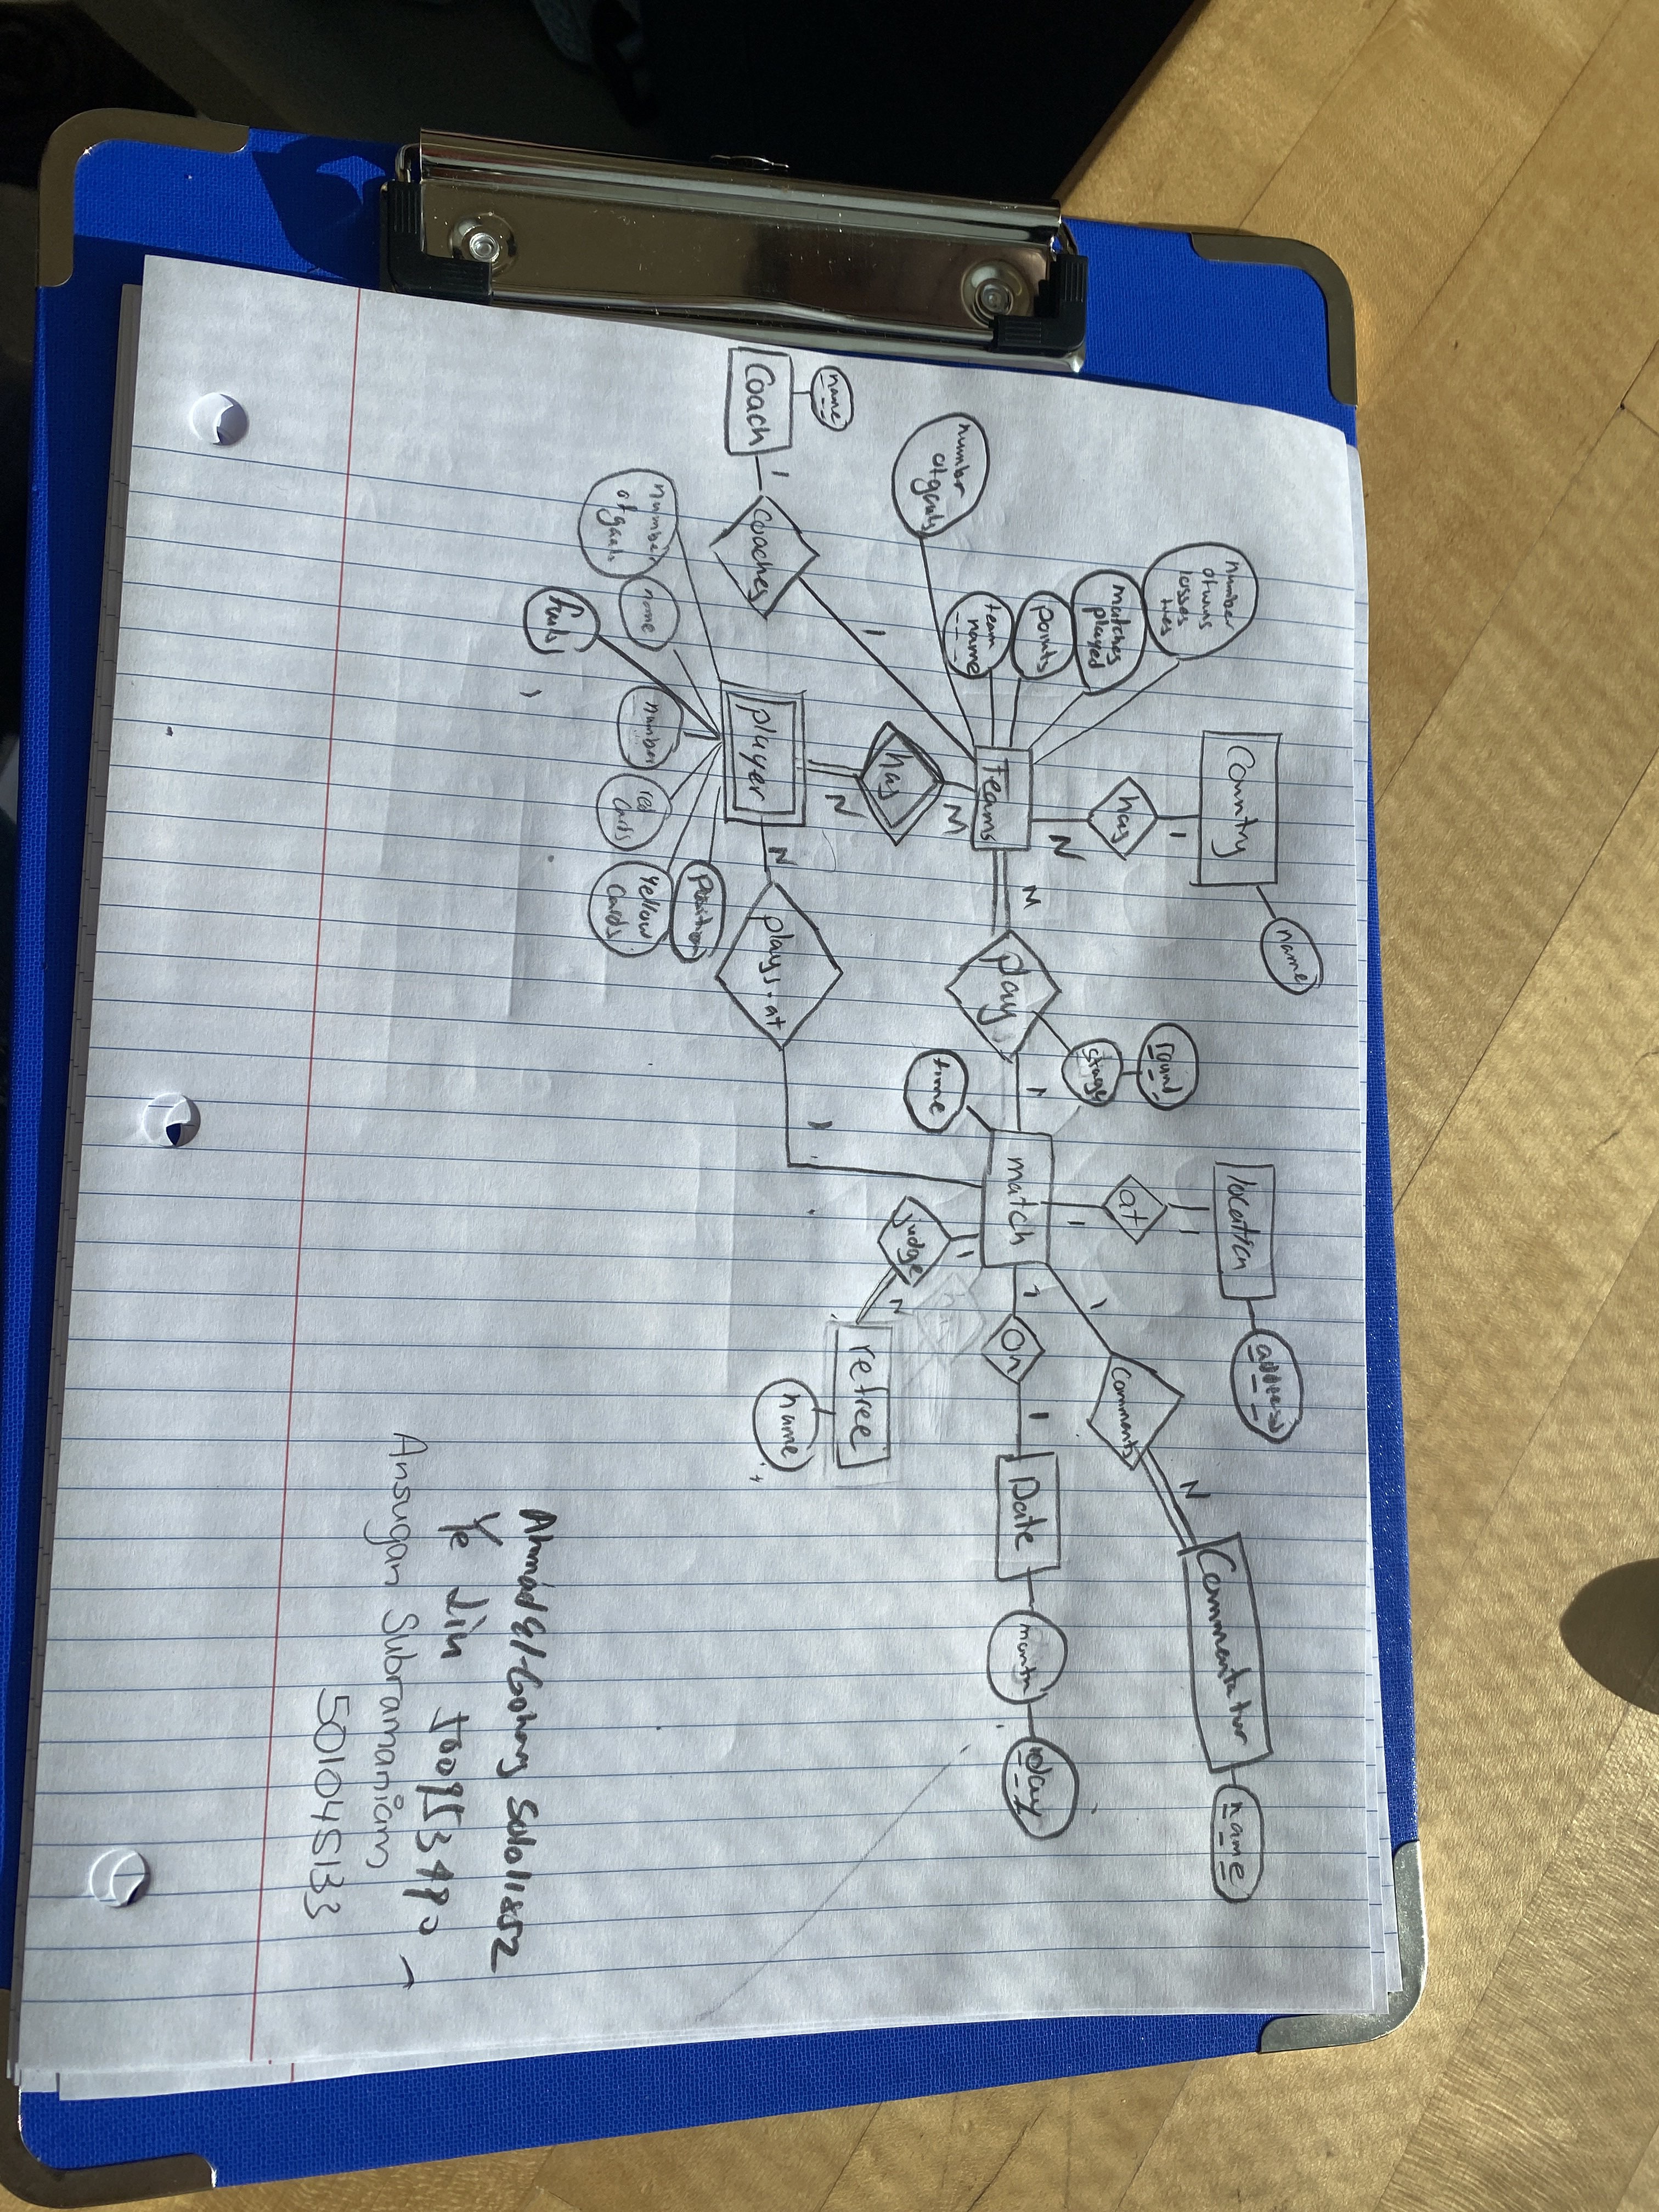 name
Country
location
address
Commentator
name
number
of wins
losses
ties
1
has
N
matches
played
points
team
name
number
of goals
Teams
M
play
round
stage
1
match
time
1
at
1
N
Comments
1
1
On
1
Date
month
day
1
judge
N
refree
name
M
has
N
1
name
Coach
1
Coaches
player
N
plays-at
1
position
number
of goals
name
number
red
cards
Yellow
Cards
fouls
Ahmad El-Gohary
Ye Lin
Ansugan Subramaniam
501045133